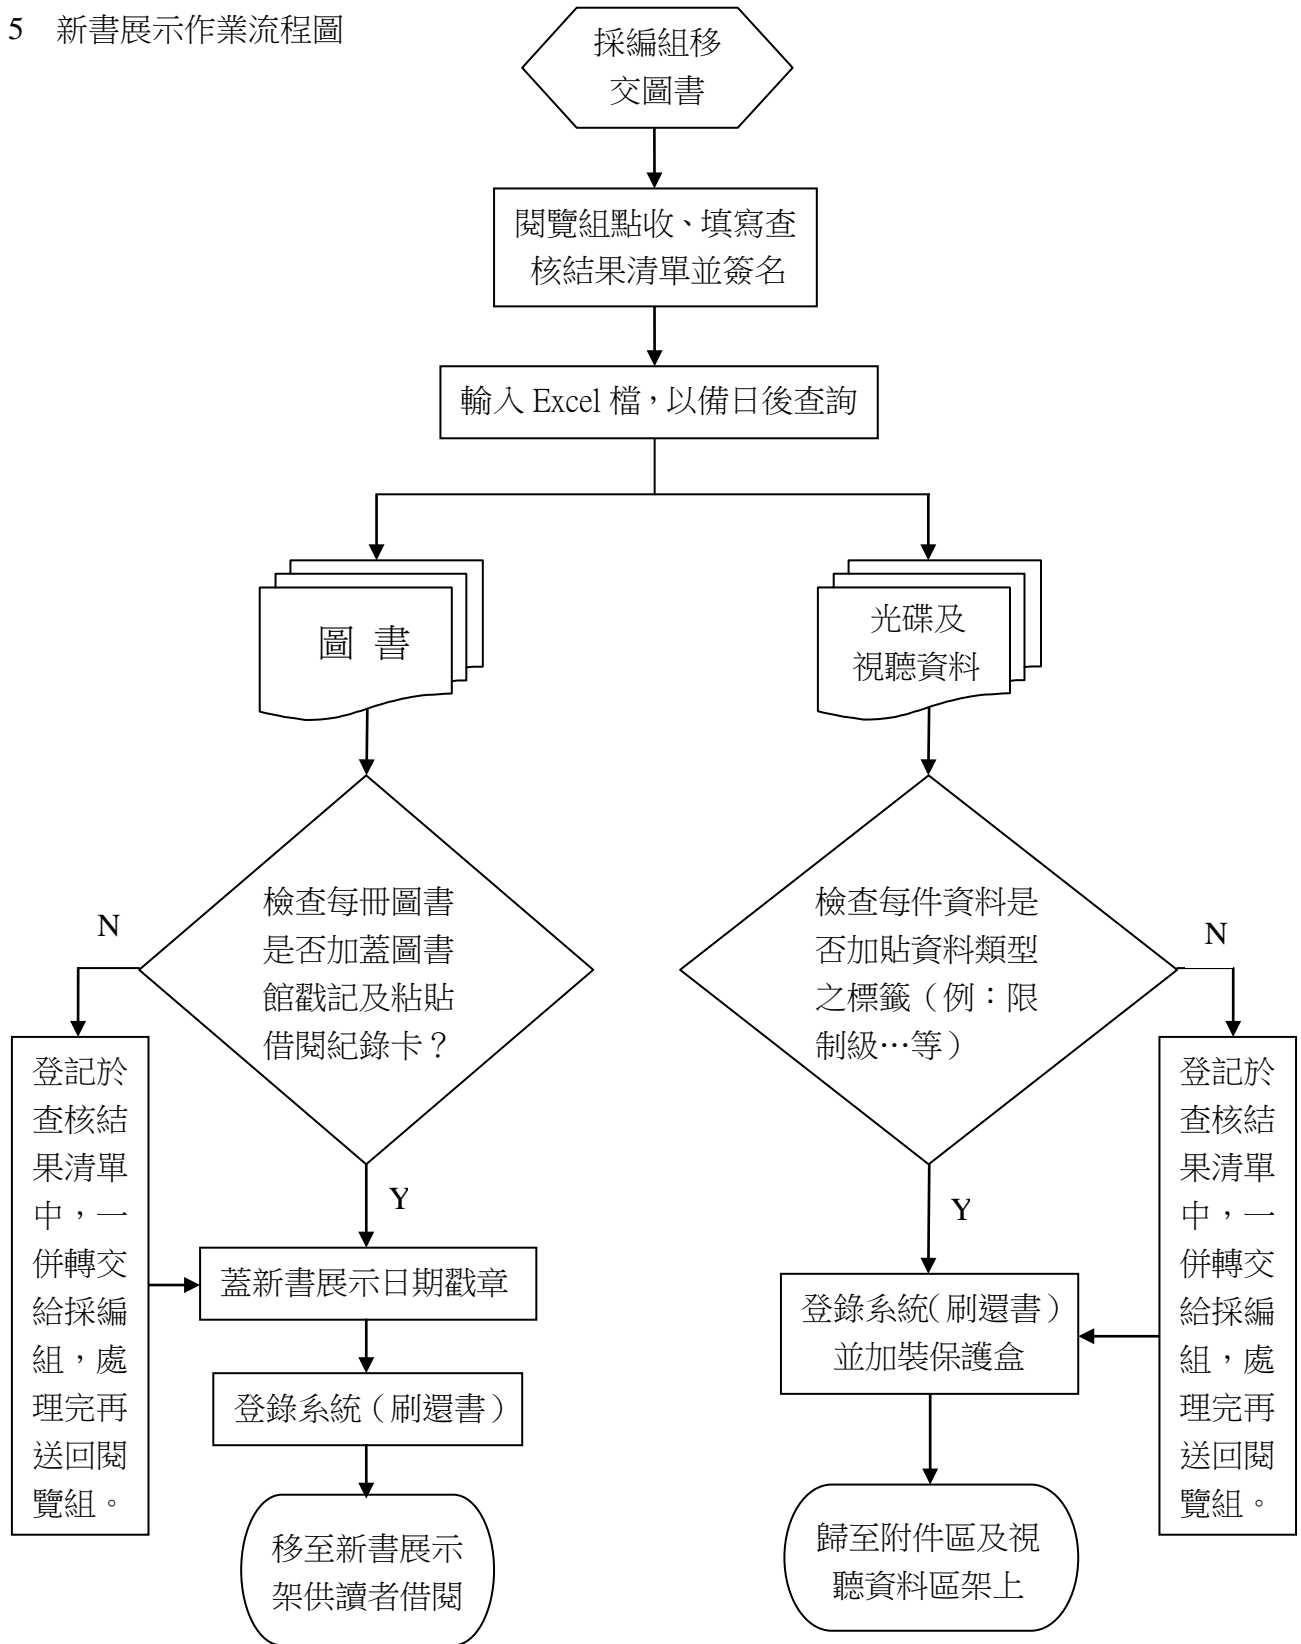 5 新書展示作業流程圖
採編組移
交圖書
閱覽組點收、填寫查
核結果清單並簽名
輸入 Excel 檔,以備日後查詢
圖 書
光碟及
視聽資料
檢查每冊圖書
是否加蓋圖書
館戳記及粘貼
借閱紀錄卡?
N
檢查每件資料是
否加貼資料類型
之標籤(例:限
制級…等)
N
登記於
查核結
果清單
中,一
併轉交
給採編
組,處
理完再
送回閱
覽組。
Y
蓋新書展示日期戳章
登錄系統(刷還書)
移至新書展示
架供讀者借閱
Y
登錄系統(刷還書)
並加裝保護盒
歸至附件區及視
聽資料區架上
登記於
查核結
果清單
中,一
併轉交
給採編
組,處
理完再
送回閱
覽組。